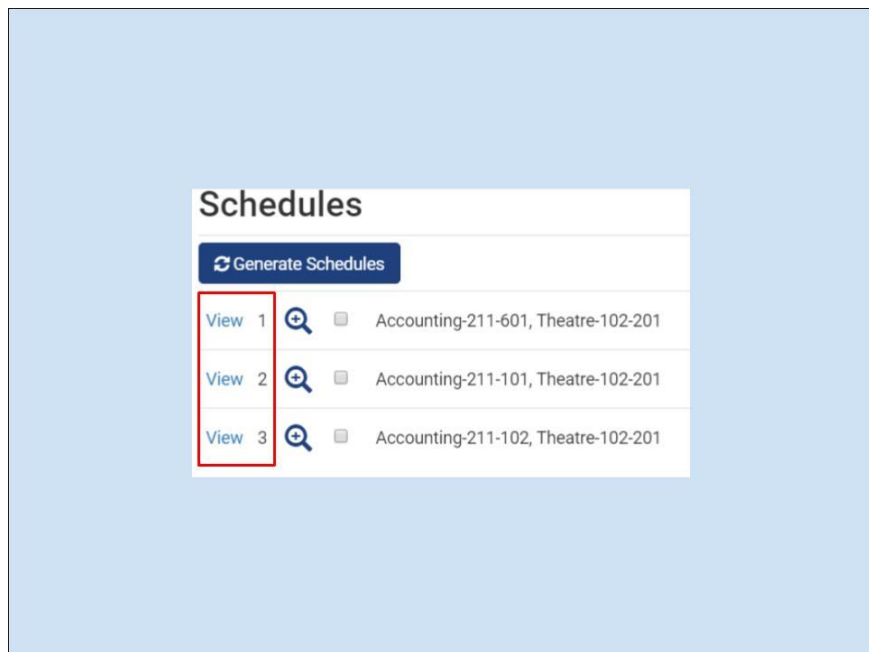 Schedules
Generate Schedules
View 1 Accounting-211-601, Theatre-102-201
View 2 Accounting-211-101, Theatre-102-201
View 3 Accounting-211-102, Theatre-102-201